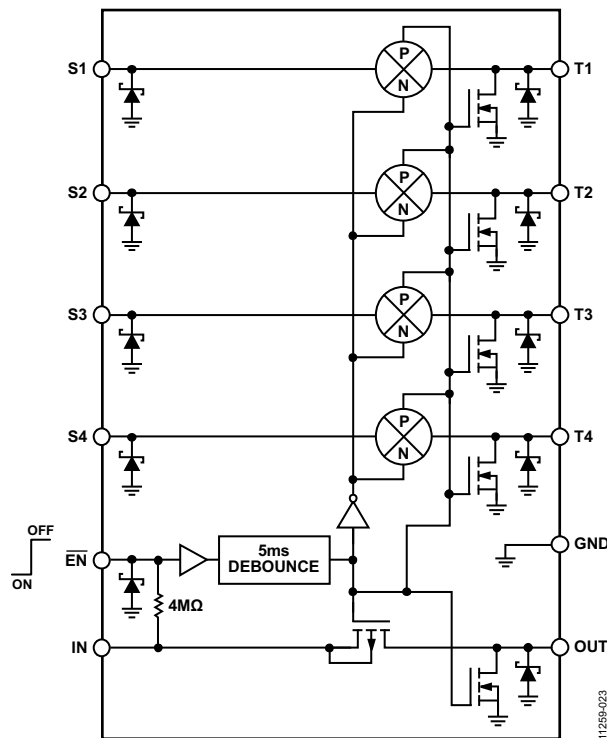 S1
P
N
T1
S2
P
N
T2
S3
P
N
T3
S4
P
N
T4
OFF
ON
EN
5ms
DEBOUNCE
GND
4MΩ
IN
OUT
11259-023